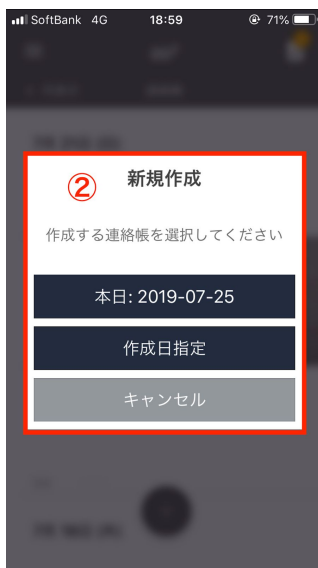 SoftBank 4G 18:59 71%
② 新規作成
作成する連絡帳を選択してください
本日: 2019-07-25
作成日指定
キャンセル